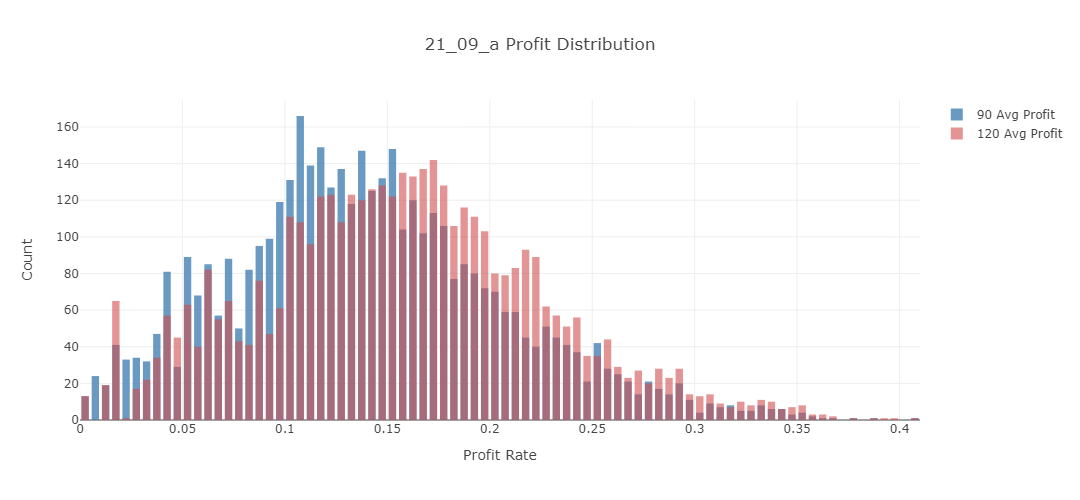 21_09_a Profit Distribution
90 Avg Profit
120 Avg Profit
Count
160
140
120
100
80
60
40
20
0
0 0.05 0.1 0.15 0.2 0.25 0.3 0.35 0.4
Profit Rate